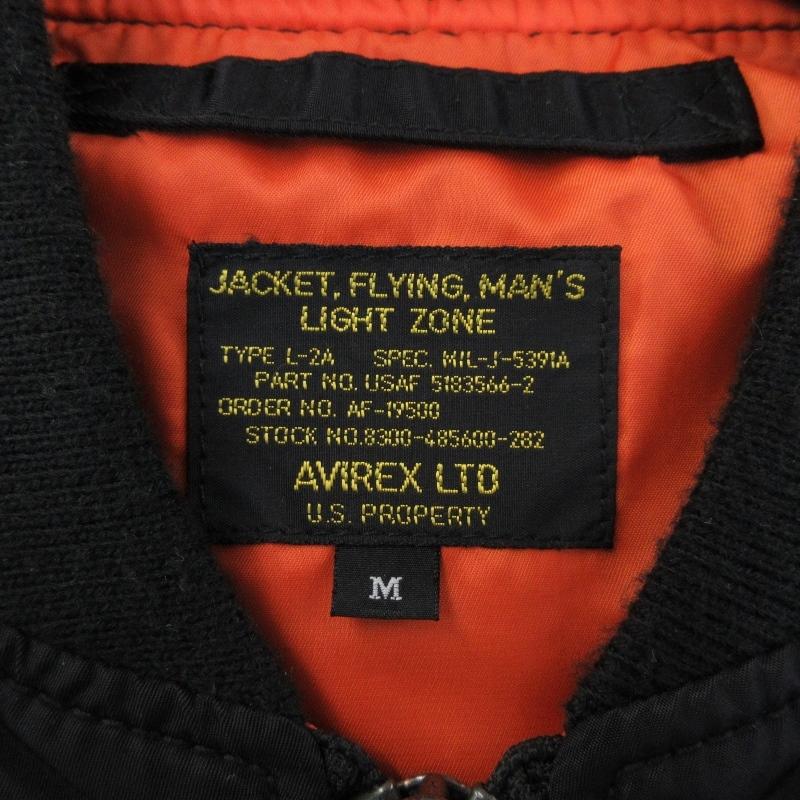 JACKET, FLYING, MAN'S
LIGHT ZONE
TYPE L-2A SPEC. MIL-J-5391A
PART NO. USAF 5183566-2
ORDER NO. AF-19500
STOCK NO.8300-485600-282
AVIREX LTD
U.S. PROPERTY
M